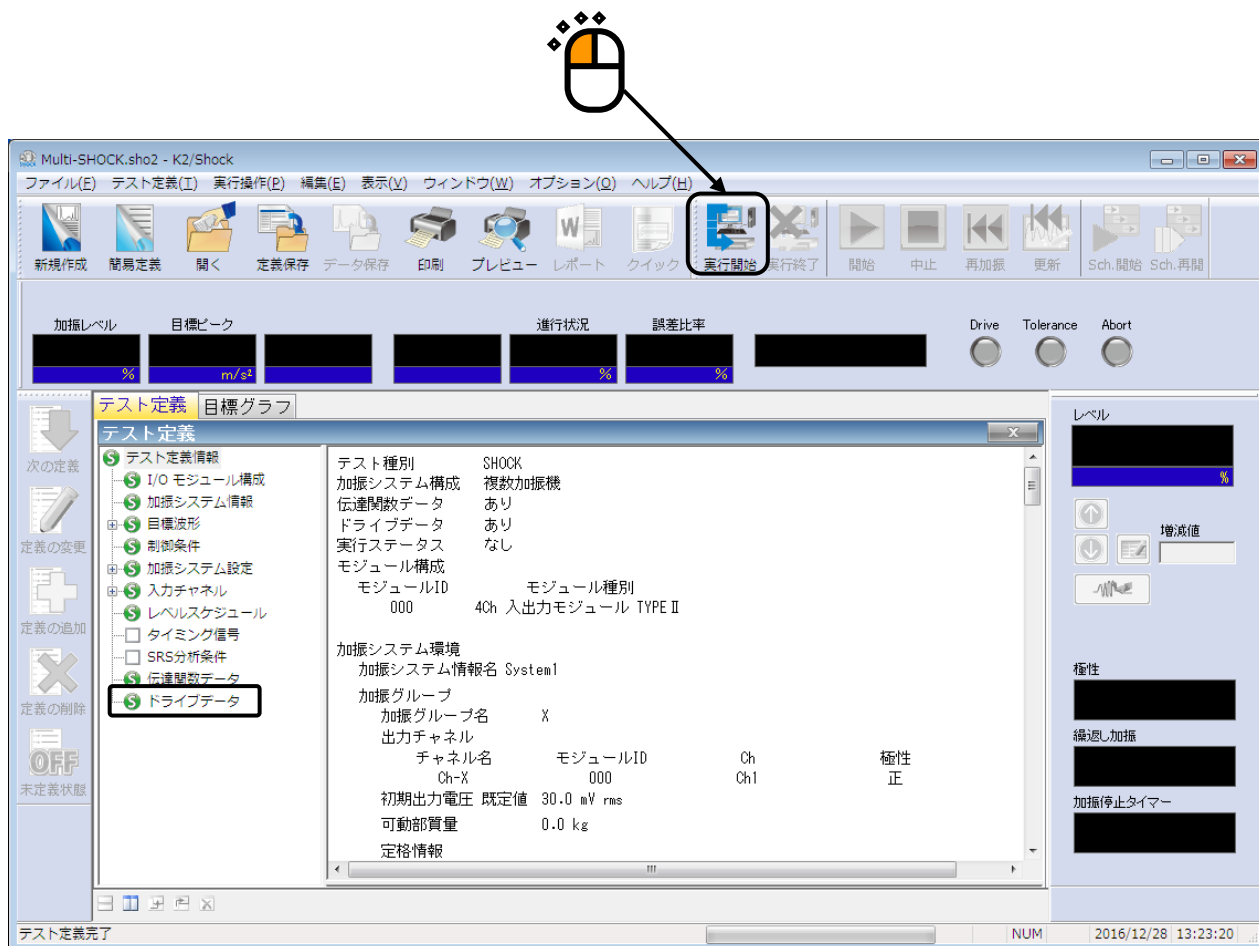 Multi-SHOCK.sho2 - K2/Shock
ファイル(F) テスト定義(T) 実行操作(P) 編集(E) 表示(V) ウィンドウ(W) オプション(O) ヘルプ(H)
新規作成 簡易定義 開く 定義保存 データ保存 印刷 プレビュー レポート クイック 実行開始 実行終了 開始 中止 再加振 更新 Sch.開始 Sch.再開
加振レベル 目標ピーク 進行状況 誤差比率 Drive Tolerance Abort
% m/s² % %
テスト定義 目標グラフ
テスト定義
次の定義
定義の変更
定義の追加
定義の削除
OFF
未定義状態
テスト定義情報
I/O モジュール構成
加振システム情報
目標波形
制御条件
加振システム設定
入力チャネル
レベルスケジュール
タイミング信号
SRS分析条件
伝達関数データ
ドライブデータ
テスト種別 SHOCK
加振システム構成 複数加振機
伝達関数データ あり
ドライブデータ あり
実行ステータス なし
モジュール構成
モジュールID モジュール種別
000 4Ch 入出力モジュール TYPEⅡ
加振システム環境
加振システム情報名 System1
加振グループ
加振グループ名 X
出力チャネル
チャネル名 モジュールID Ch 極性
Ch-X 000 Ch1 正
初期出力電圧 既定値 30.0 mV rms
可動部質量 0.0 kg
定格情報
レベル
%
増減値
極性
繰返し加振
加振停止タイマー
テスト定義完了 NUM 2016/12/28 13:23:20